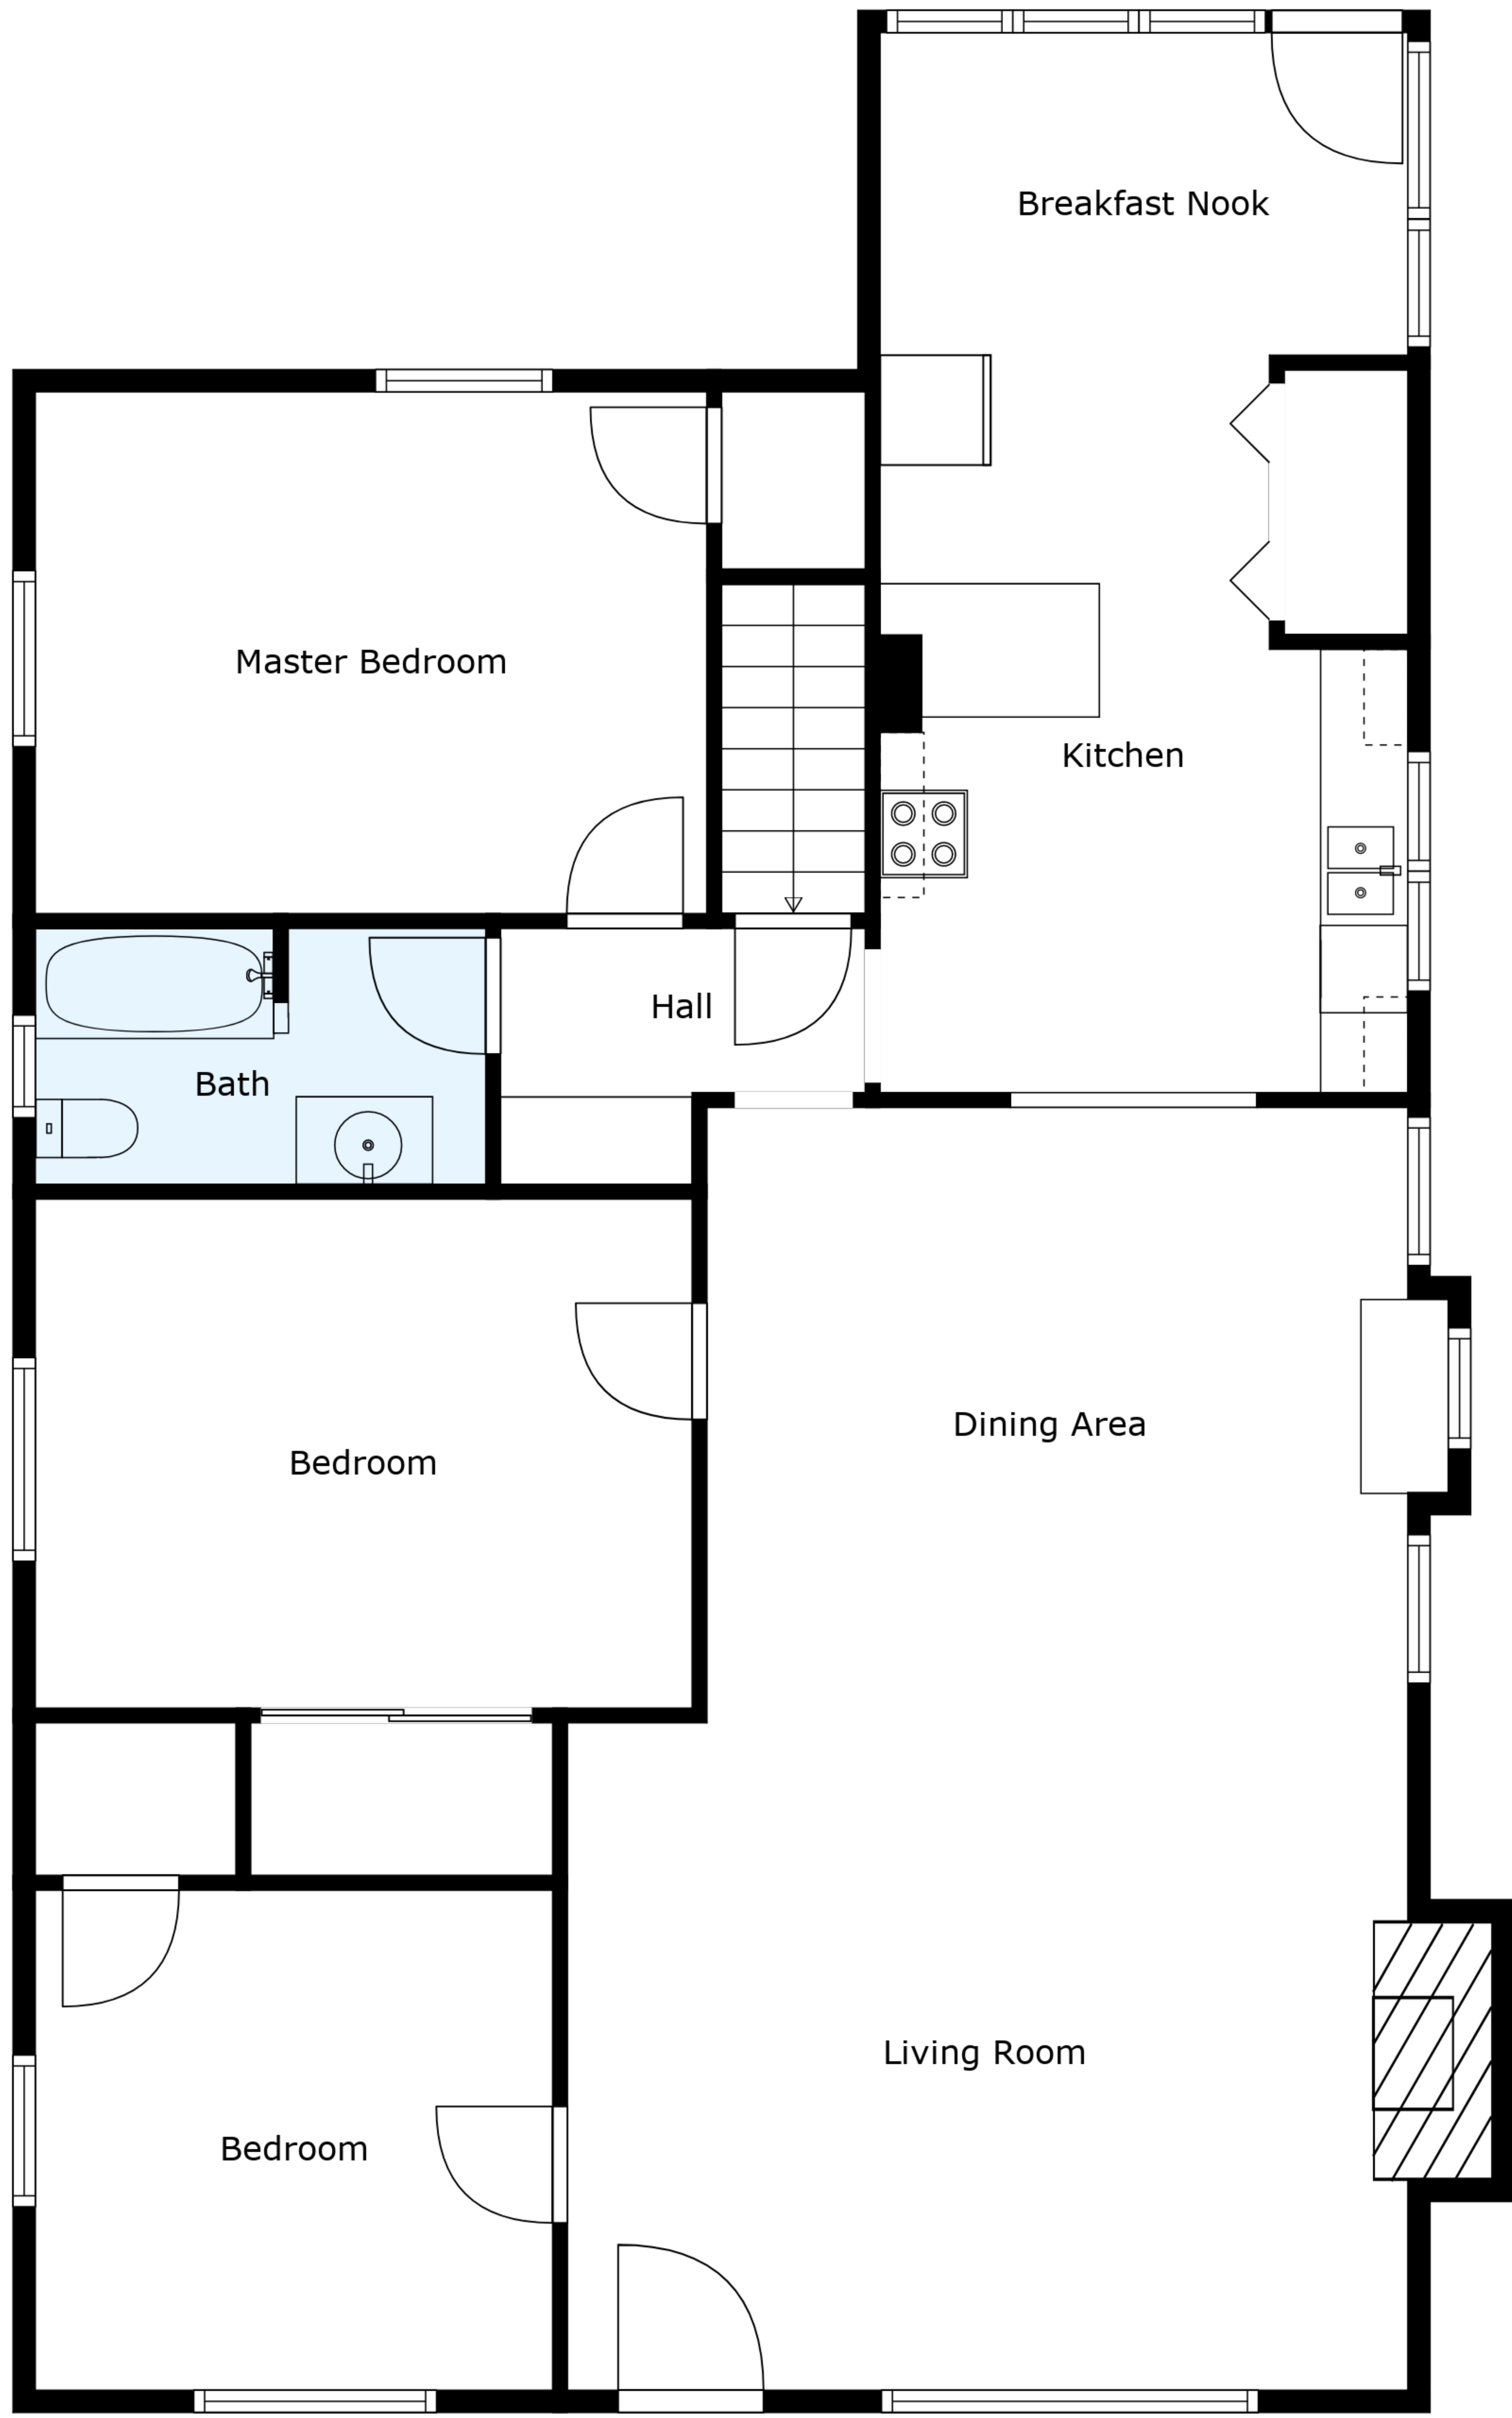 Breakfast Nook
Master Bedroom
Kitchen
Hall
Bath
Dining Area
Bedroom
Living Room
Bedroom